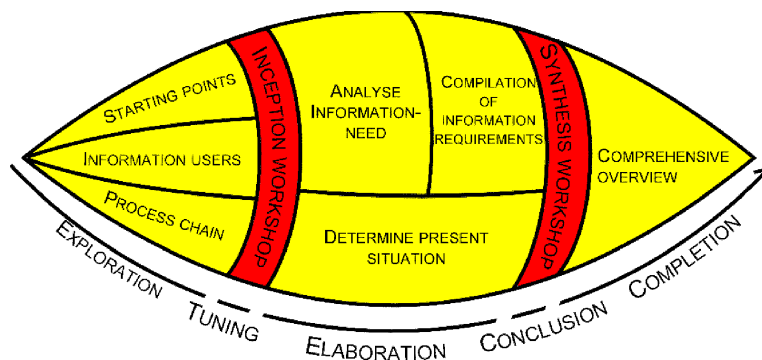 STARTING POINTS
INFORMATION USERS
PROCESS CHAIN
INCEPTION WORKSHOP
ANALYSE
INFORMATION-
NEED
COMPILATION
OF
INFORMATION
REQUIREMENTS
DETERMINE PRESENT
SITUATION
SYNTHESIS WORKSHOP
COMPREHENSIVE
OVERVIEW
EXPLORATION
TUNING
ELABORATION
CONCLUSION
COMPLETION